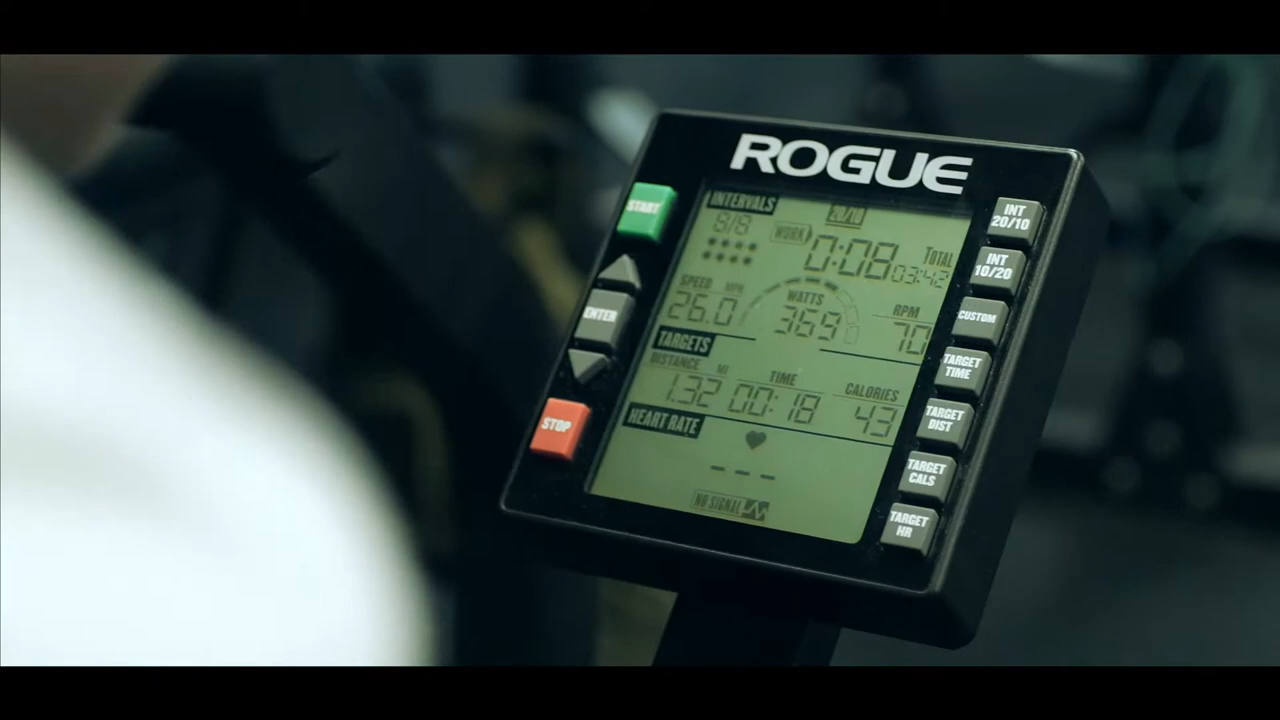 ROGUE
START
ENTER
STOP
INTERVALS
8/8
20/10
WORK
0:08
TOTAL
03:42
SPEED MPH
26.0
WATTS
369
RPM
70
TARGETS
DISTANCE MI
1.32
TIME
00:18
CALORIES
43
HEART RATE
---
NO SIGNAL
INT
20/10
INT
10/20
CUSTOM
TARGET
TIME
TARGET
DIST
TARGET
CALS
TARGET
HR